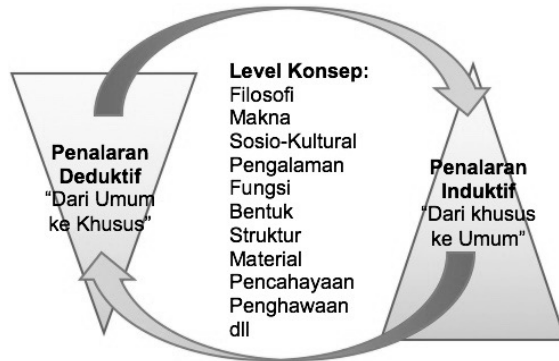 Penalaran
Deduktif
“Dari Umum
ke Khusus”
Level Konsep:
Filosofi
Makna
Sosio-Kultural
Pengalaman
Fungsi
Bentuk
Struktur
Material
Pencahayaan
Penghawaan
dll
Penalaran
Induktif
“Dari khusus
ke Umum”